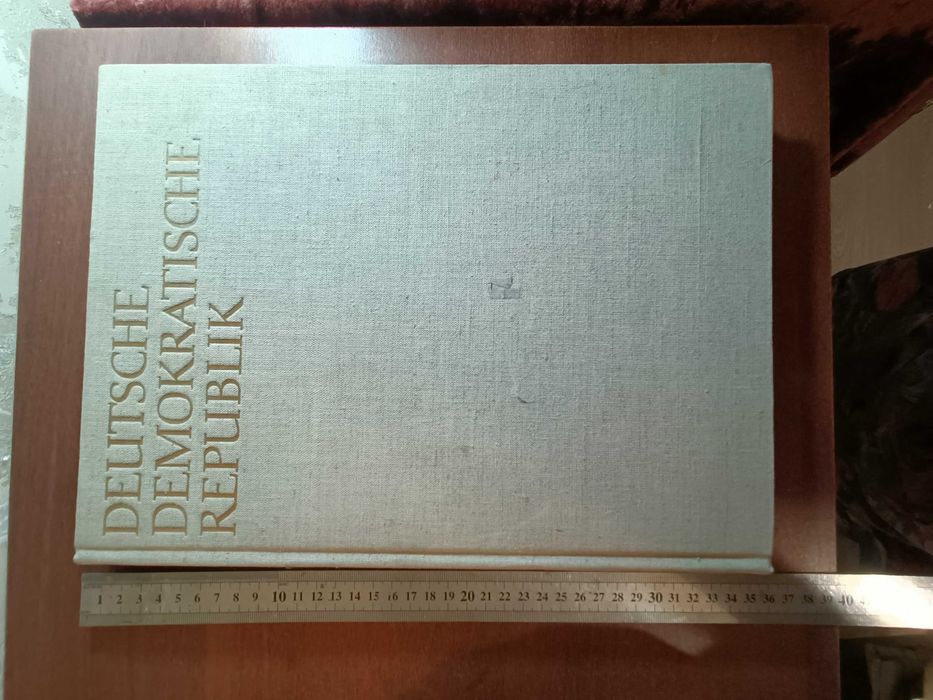 DEUTSCHE
DEMOKRATISCHE
REPUBLIK
1 2 3 4 5 6 7 8 9 10 11 12 13 14 15 16 17 18 19 20 21 22 23 24 25 26 27 28 29 30 31 32 33 34 35 36 37 38 39 40